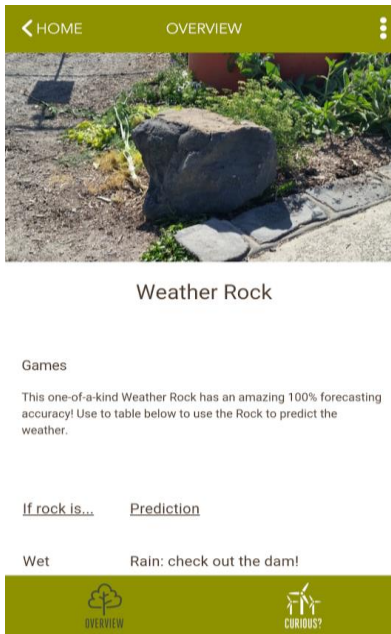 HOME OVERVIEW
Weather Rock
Games
This one-of-a-kind Weather Rock has an amazing 100% forecasting
accuracy! Use to table below to use the Rock to predict the
weather.
If rock is... Prediction
Wet Rain: check out the dam!
OVERVIEW CURIOUS?